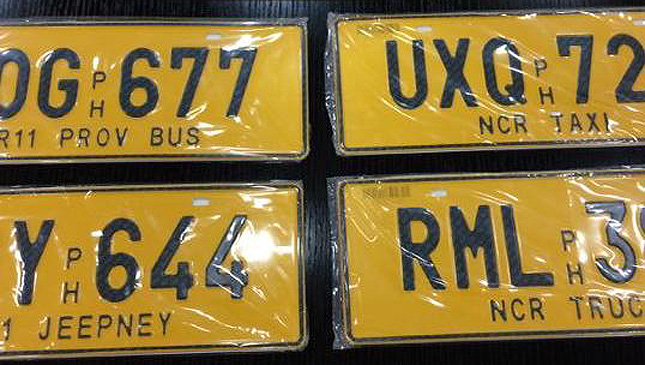 OG PH 677
R11 PROV BUS
UXQ PH 72
NCR TAXI
Y PH 644
1 JEEPNEY
RML PH 3
NCR TRUC